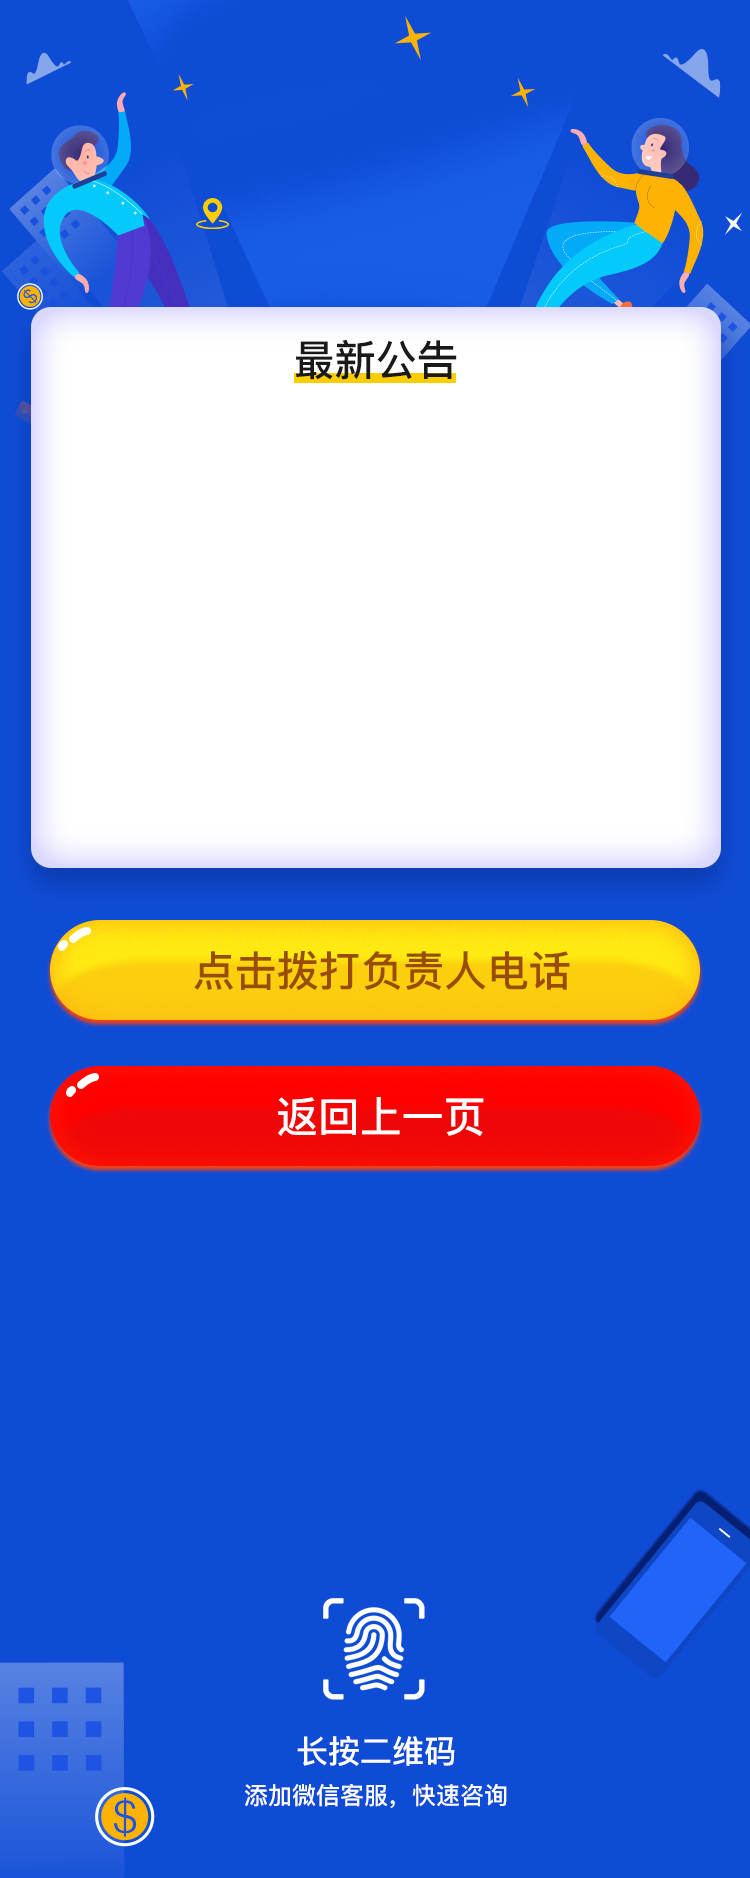 最新公告
点击拨打负责人电话
返回上一页
长按二维码
添加微信客服，快速咨询